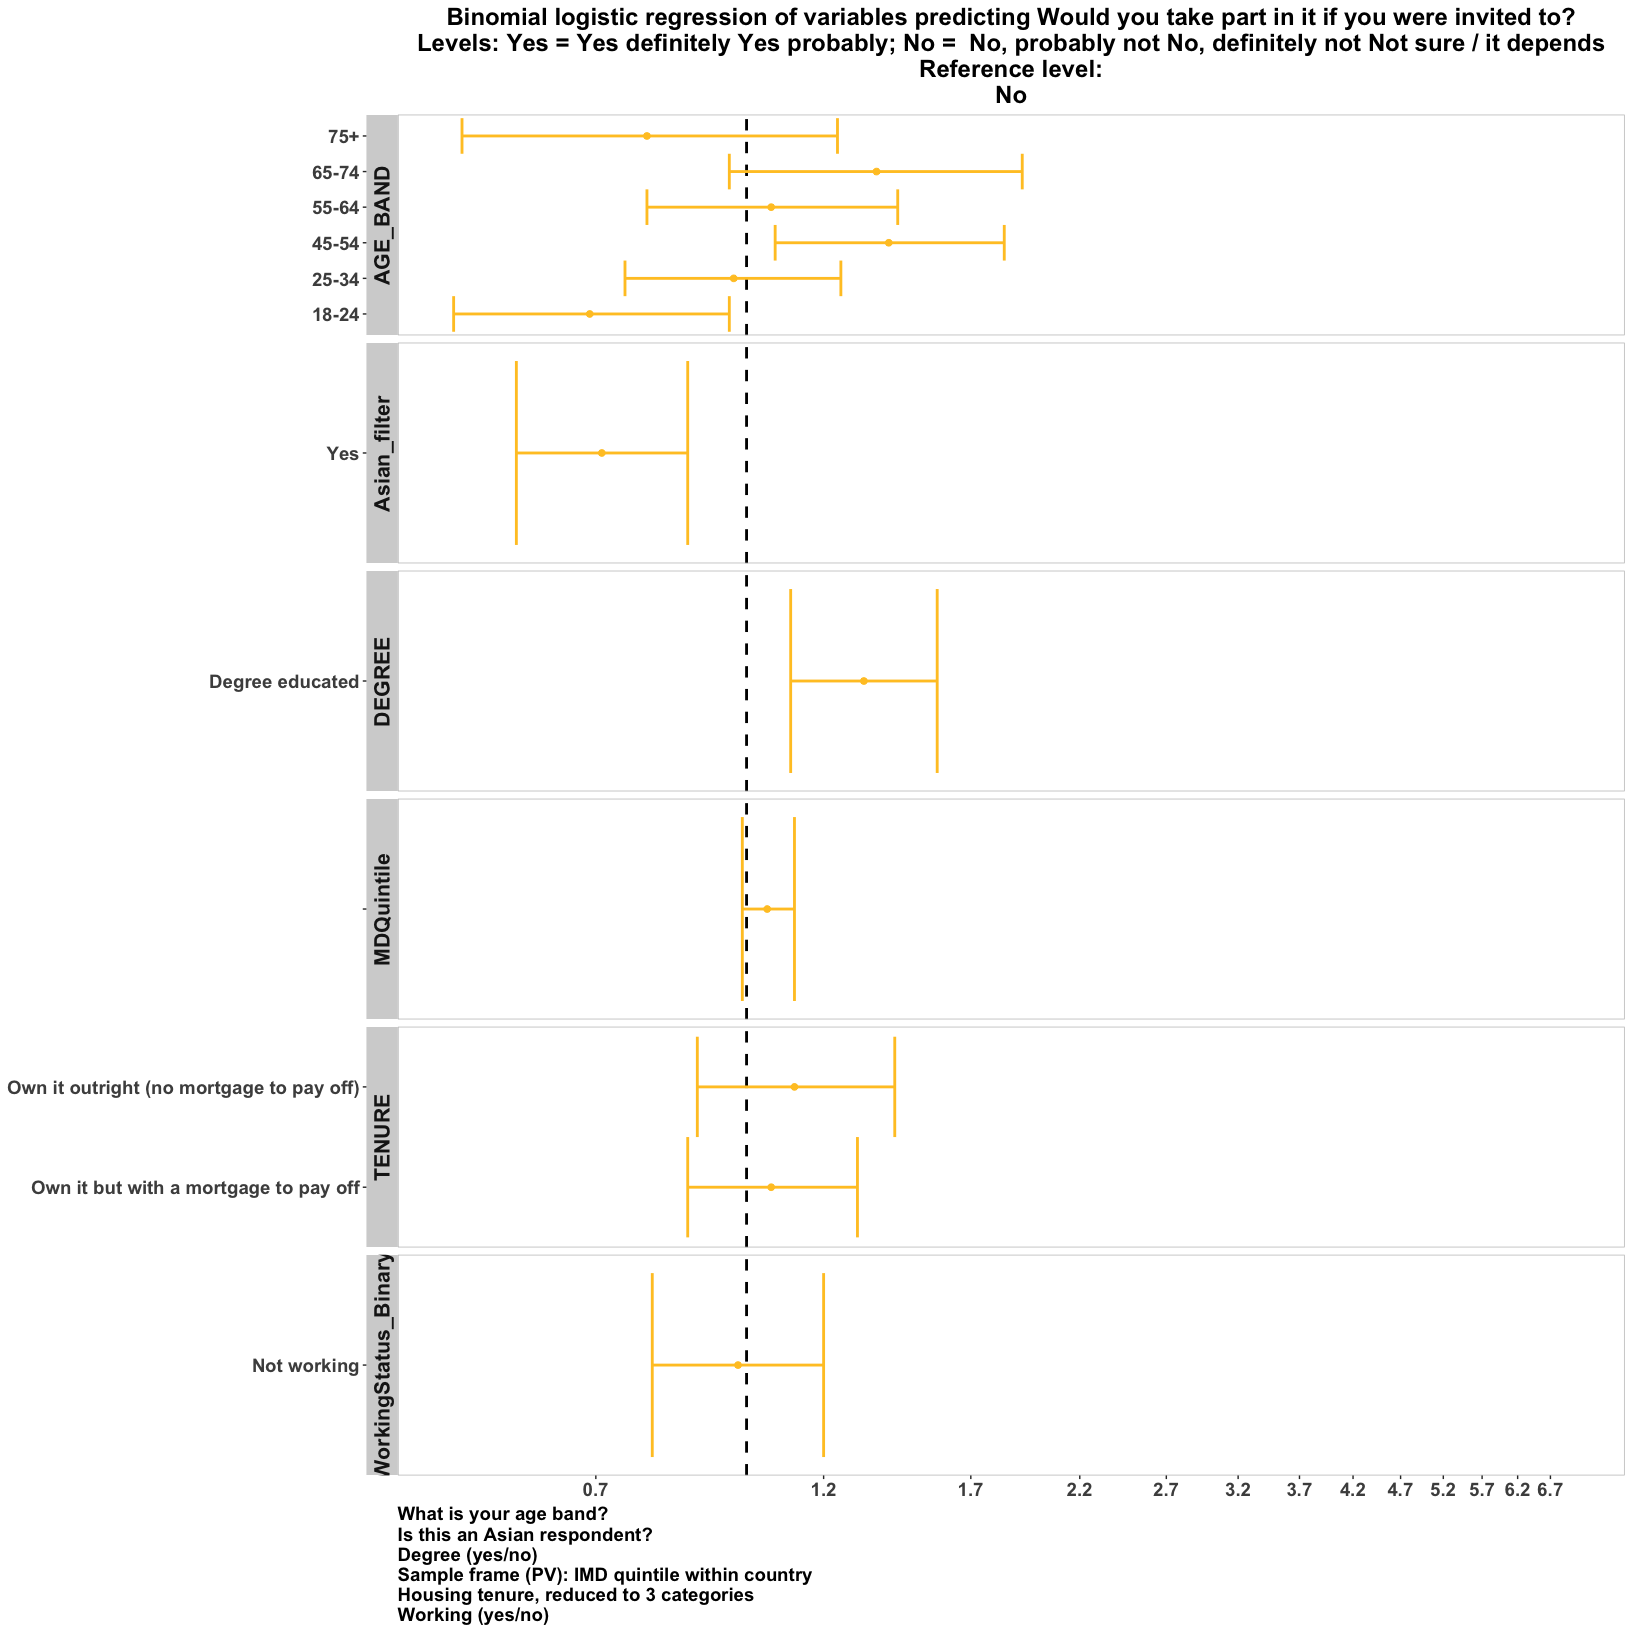 Binomial logistic regression of variables predicting Would you take part in it if you were invited to?
Levels: Yes = Yes definitely Yes probably; No =  No, probably not No, definitely not Not sure / it depends
Reference level:
No
AGE_BAND
75+
65-74
55-64
45-54
25-34
18-24
Asian_filter
Yes
DEGREE
Degree educated
MDQuintile
TENURE
Own it outright (no mortgage to pay off)
Own it but with a mortgage to pay off
WorkingStatus_Binary
Not working
0.7 1.2 1.7 2.2 2.7 3.2 3.7 4.2 4.7 5.2 5.7 6.2 6.7
What is your age band?
Is this an Asian respondent?
Degree (yes/no)
Sample frame (PV): IMD quintile within country
Housing tenure, reduced to 3 categories
Working (yes/no)